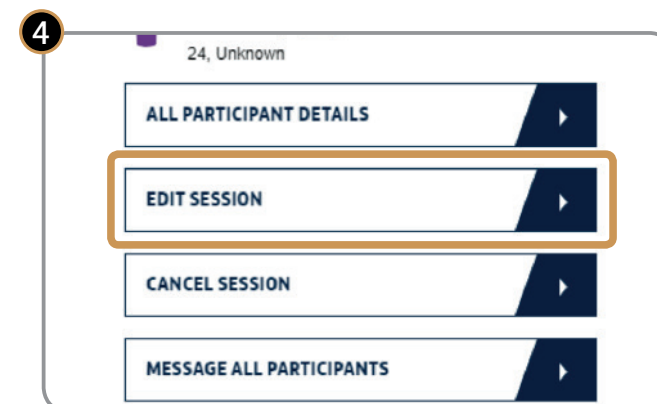 4
24, Unknown
ALL PARTICIPANT DETAILS
EDIT SESSION
CANCEL SESSION
MESSAGE ALL PARTICIPANTS